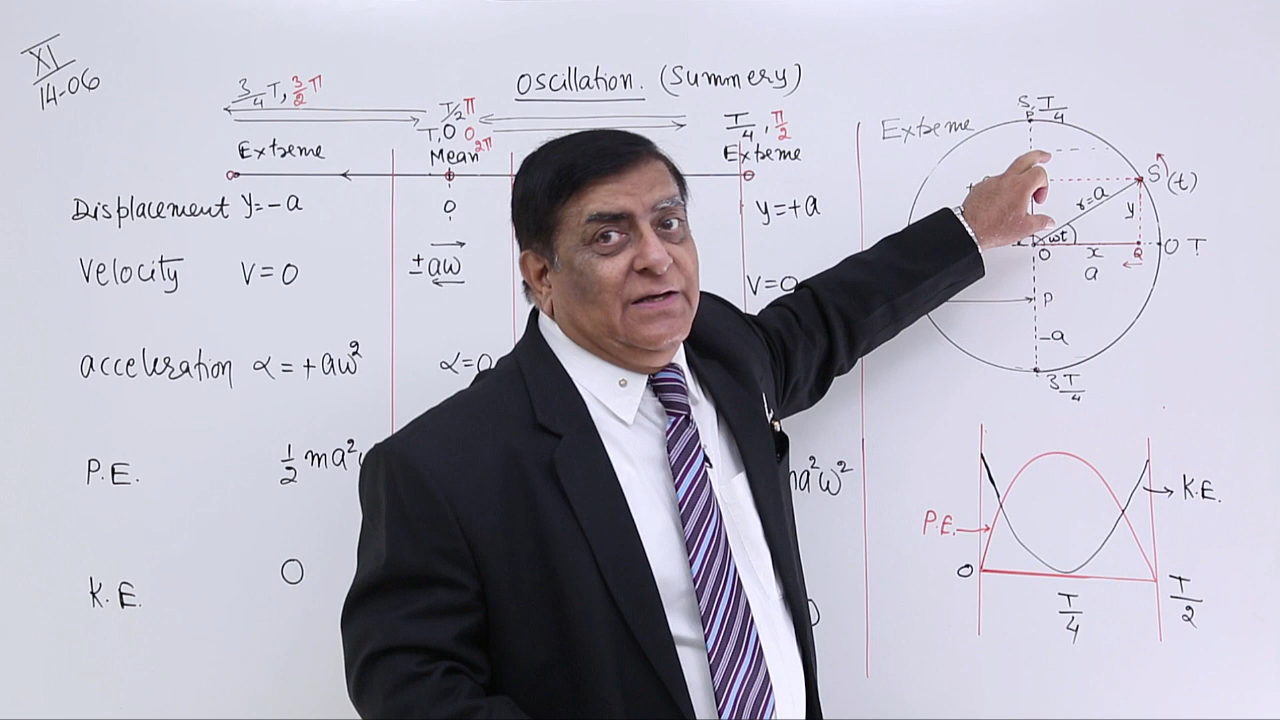 XI
14-06
Oscillation. (Summery)
3/4 T, 3/2 π
T/2 π
T, 0 0 2π
T/4, π/2
Extreme Mean Extreme
Displacement y=-a 0 y=+a
Velocity V=0 ±aω V=0
acceleration α=+aω² α=0
P.E. 1/2 ma² ma²ω²
K.E. 0
Extreme
S, T/4
P
S (t)
r=a
y
ωt
O x Q O T
a
P
-a
3T/4
K.E.
P.E.
O
T/4
T/2